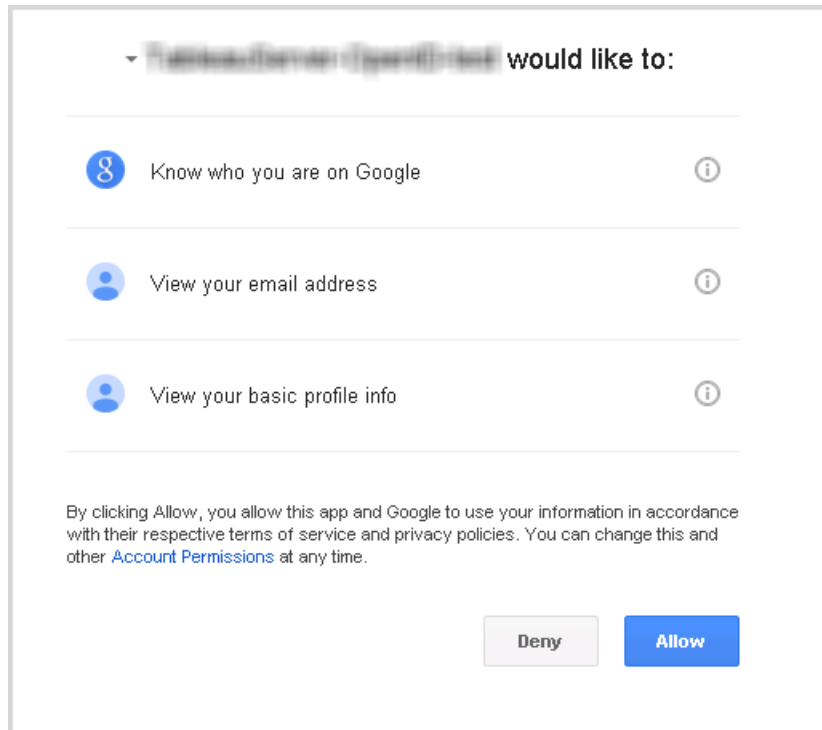 would like to:
Know who you are on Google
View your email address
View your basic profile info
By clicking Allow, you allow this app and Google to use your information in accordance
with their respective terms of service and privacy policies. You can change this and
other Account Permissions at any time.
Deny Allow